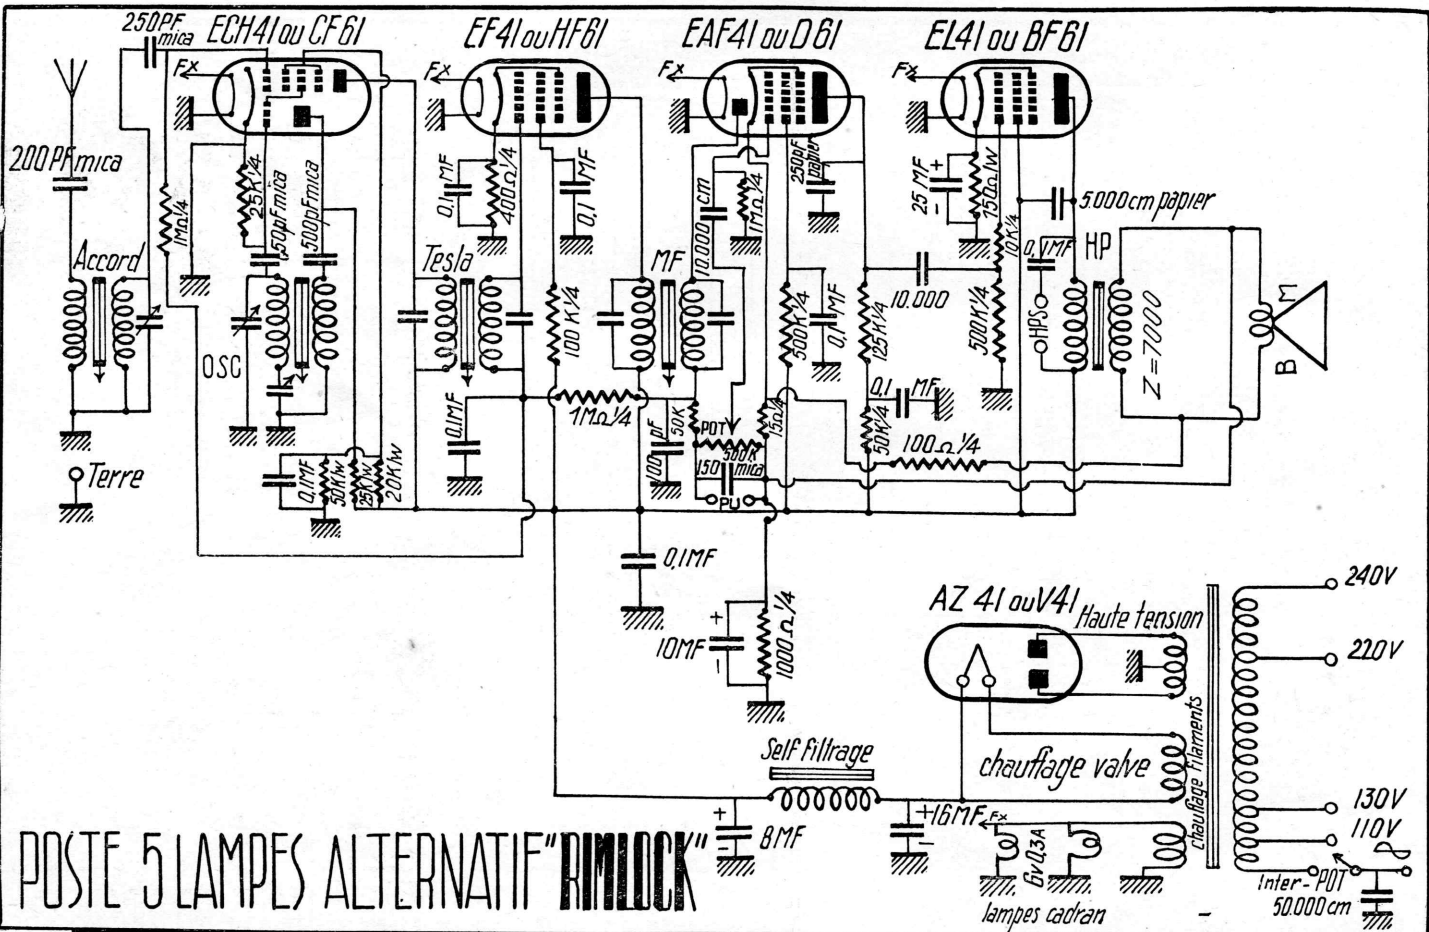 250PF mica
ECH41 ou CF61
EF41 ou HF61
EAF41 ou D61
EL41 ou BF61
Fx
Fx
Fx
Fx
200PF mica
1MΩ 1/4
25K 1/4
50pF mica
500pF mica
0,1 MF
400Ω 1/4
0,1 MF
10.000 cm
1MΩ 1/4
250pF papier
25 MF
+
-
150Ω 1w
10K 1/4
5.000 cm papier
0,1MF
HP
Accord
OSC
Tesla
100 K 1/4
MF
500K 1/4
0,1 MF
125K 1/4
10.000
500K 1/4
HPS
Z=7000
M
B
0,1MF
1MΩ 1/4
100 pF
50K
POT
500K
15Ω 1/4
0,1 MF
50K 1/4
100Ω 1/4
Terre
0,1MF
50K 1w
25K 1w
20K 1w
150 mica
PU
0,1MF
+
10MF
-
1000Ω 1/4
AZ 41 ou V41
Haute tension
240V
220V
130V
110V
Self filtrage
chauffage valve
chauffage filaments
+
8MF
-
+16MF
-
Fx
6V 0,3A
lampes cadran
Inter-POT
50.000 cm
POSTE 5 LAMPES ALTERNATIF "RIMLOCK"